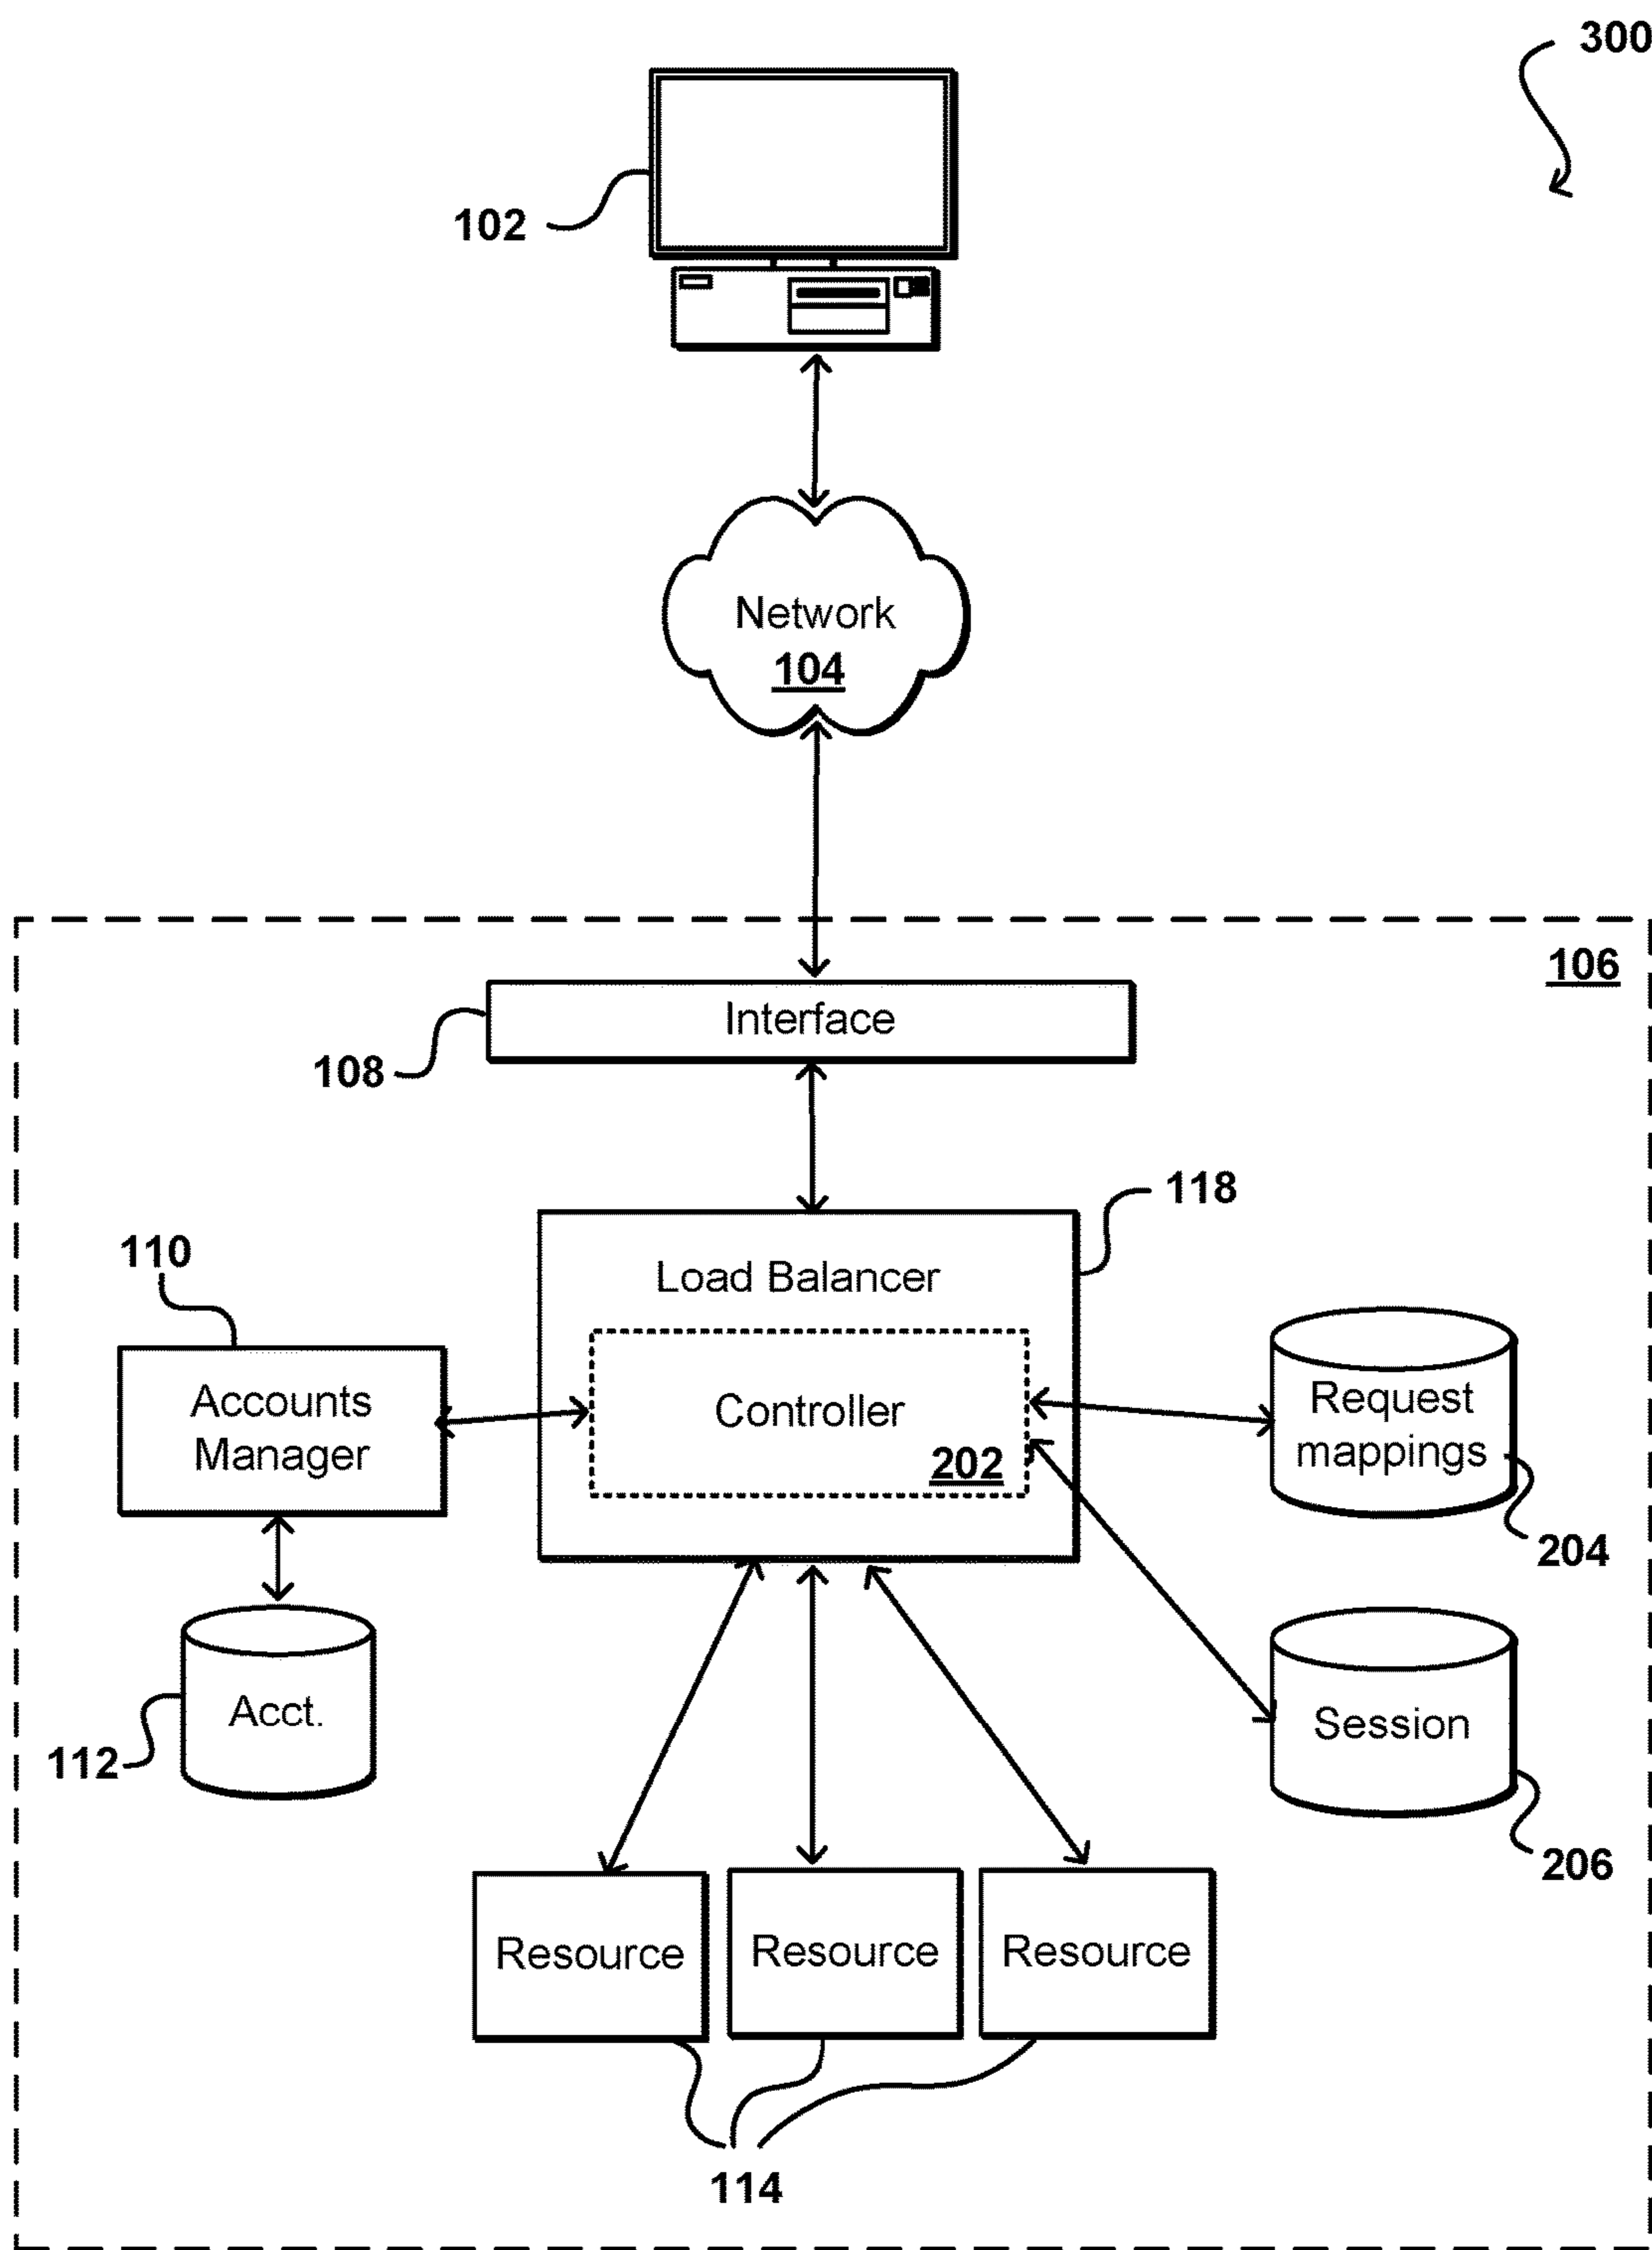 300
102
Network
104
106
Interface
108
118
110
Load Balancer
Accounts
Manager
Controller
202
Request
mappings
204
Acct.
112
Session
206
Resource
Resource
Resource
114